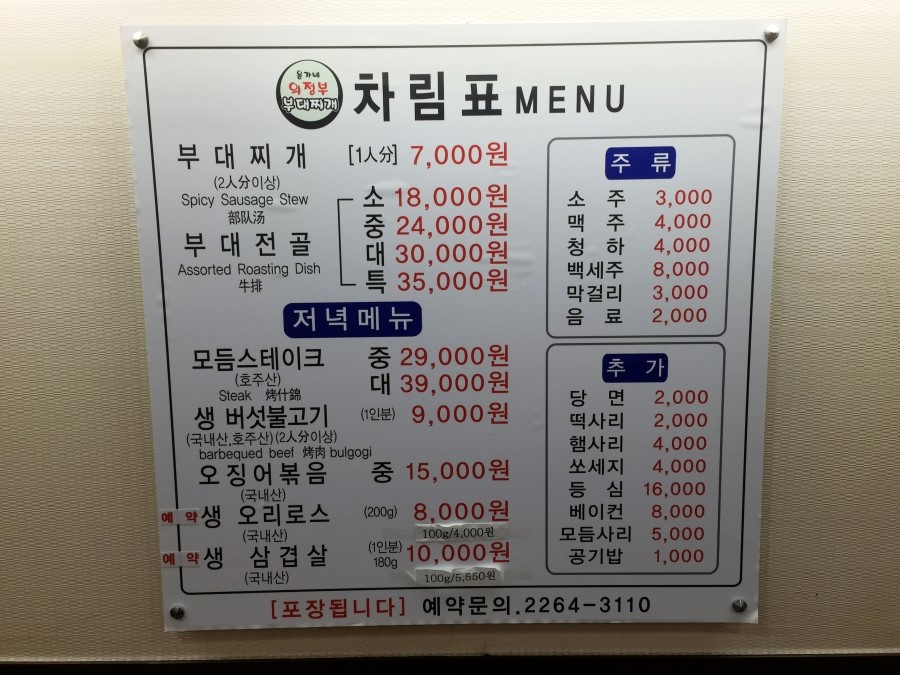 웅가네
의정부
부대찌개
차림표 MENU
부대찌개 [1人分] 7,000원
(2人分이상)
Spicy Sausage Stew
部队汤
부대전골
Assorted Roasting Dish
牛排
소 18,000원
중 24,000원
대 30,000원
특 35,000원
저녁메뉴
모듬스테이크 중 29,000원
(호주산) 대 39,000원
Steak 烤什錦
생 버섯불고기 (1인분) 9,000원
(국내산,호주산)(2人分이상)
barbequed beef 烤肉 bulgogi
오징어볶음 중 15,000원
(국내산)
예약 생 오리로스 (200g) 8,000원
(국내산) 100g/4,000원
예약 생 삼겹살 (1인분) 180g 10,000원
(국내산) 100g/5,550원
주류
소주 3,000
맥주 4,000
청하 4,000
백세주 8,000
막걸리 3,000
음료 2,000
추가
당면 2,000
떡사리 2,000
햄사리 4,000
쏘세지 4,000
등심 16,000
베이컨 8,000
모듬사리 5,000
공기밥 1,000
[포장됩니다] 예약문의.2264-3110